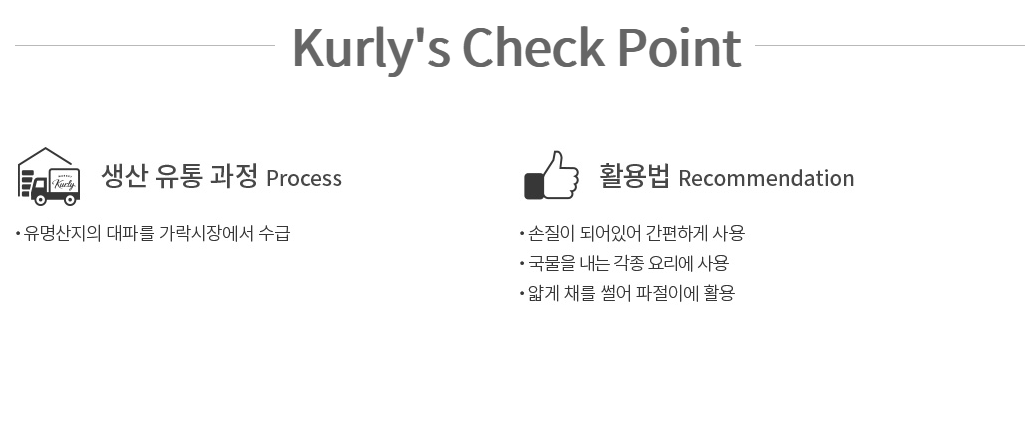 Kurly's Check Point
생산 유통 과정 Process
• 유명산지의 대파를 가락시장에서 수급
활용법 Recommendation
• 손질이 되어있어 간편하게 사용
• 국물을 내는 각종 요리에 사용
• 얇게 채를 썰어 파절이에 활용
Kurly